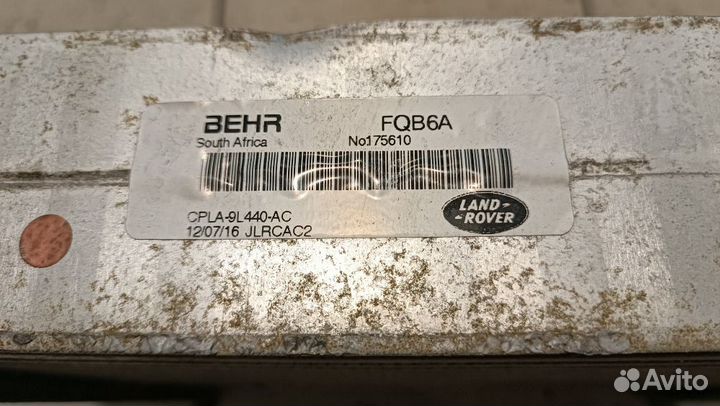 BEHR FQB6A
South Africa No175610
CPLA-9L440-AC
12/07/16 JLRCAC2
LAND-
-ROVER
Avito